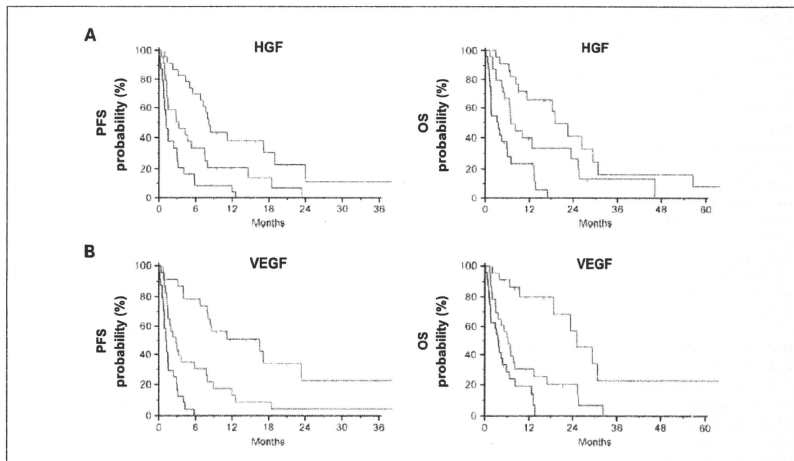 A
HGF
PFS probability (%)
100
80
60
40
20
0
0 6 12 18 24 30 36
Months
HGF
OS probability (%)
100
80
60
40
20
0
0 12 24 36 48 60
Months
B
VEGF
PFS probability (%)
100
80
60
40
20
0
0 6 12 18 24 30 36
Months
VEGF
OS probability (%)
100
80
60
40
20
0
0 12 24 36 48 60
Months